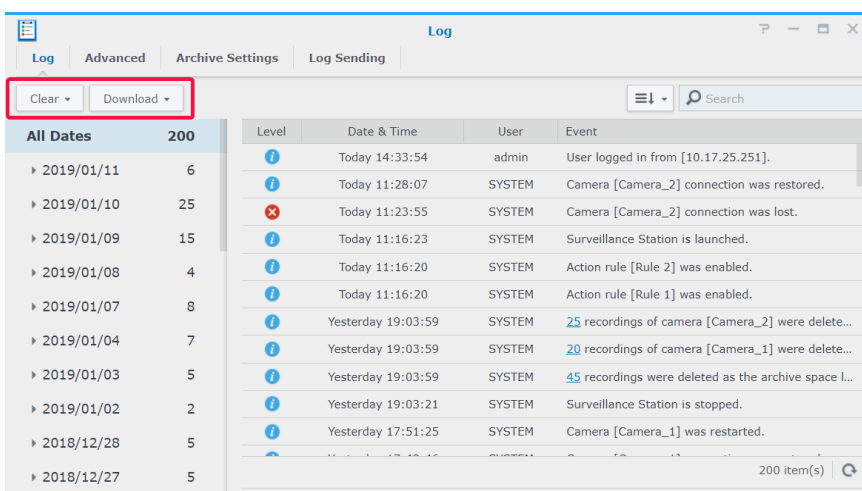 Log
Log Advanced Archive Settings Log Sending
Clear Download
Search
All Dates 200
2019/01/11 6
2019/01/10 25
2019/01/09 15
2019/01/08 4
2019/01/07 8
2019/01/04 7
2019/01/03 5
2019/01/02 2
2018/12/28 5
2018/12/27 5
Level Date & Time User Event
Today 14:33:54 admin User logged in from [10.17.25.251].
Today 11:28:07 SYSTEM Camera [Camera_2] connection was restored.
Today 11:23:55 SYSTEM Camera [Camera_2] connection was lost.
Today 11:16:23 SYSTEM Surveillance Station is launched.
Today 11:16:20 SYSTEM Action rule [Rule 2] was enabled.
Today 11:16:20 SYSTEM Action rule [Rule 1] was enabled.
Yesterday 19:03:59 SYSTEM 25 recordings of camera [Camera_2] were delete...
Yesterday 19:03:59 SYSTEM 20 recordings of camera [Camera_1] were delete...
Yesterday 19:03:59 SYSTEM 45 recordings were deleted as the archive space l...
Yesterday 19:03:21 SYSTEM Surveillance Station is stopped.
Yesterday 17:51:25 SYSTEM Camera [Camera_1] was restarted.
200 item(s)